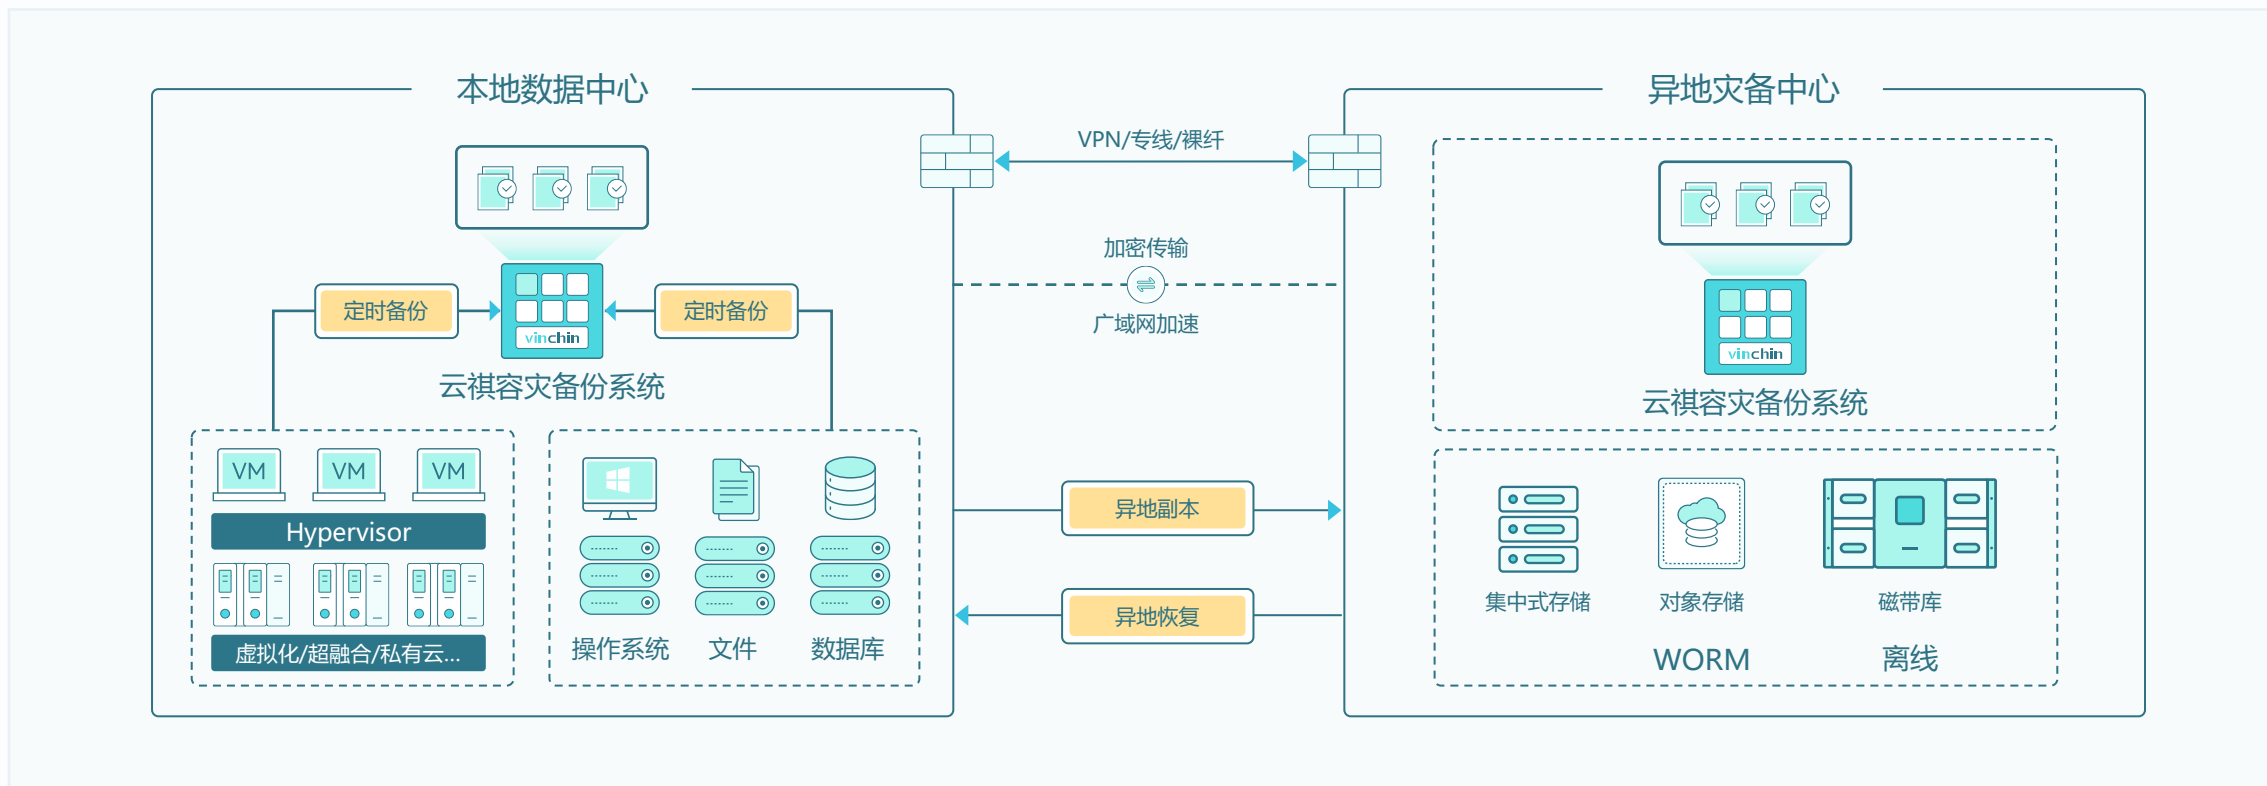 本地数据中心
定时备份
定时备份
vinchin
云祺容灾备份系统
VM
VM
VM
Hypervisor
虚拟化/超融合/私有云...
操作系统
文件
数据库
VPN/专线/裸纤
加密传输
广域网加速
异地副本
异地恢复
异地灾备中心
vinchin
云祺容灾备份系统
集中式存储
对象存储
磁带库
WORM
离线